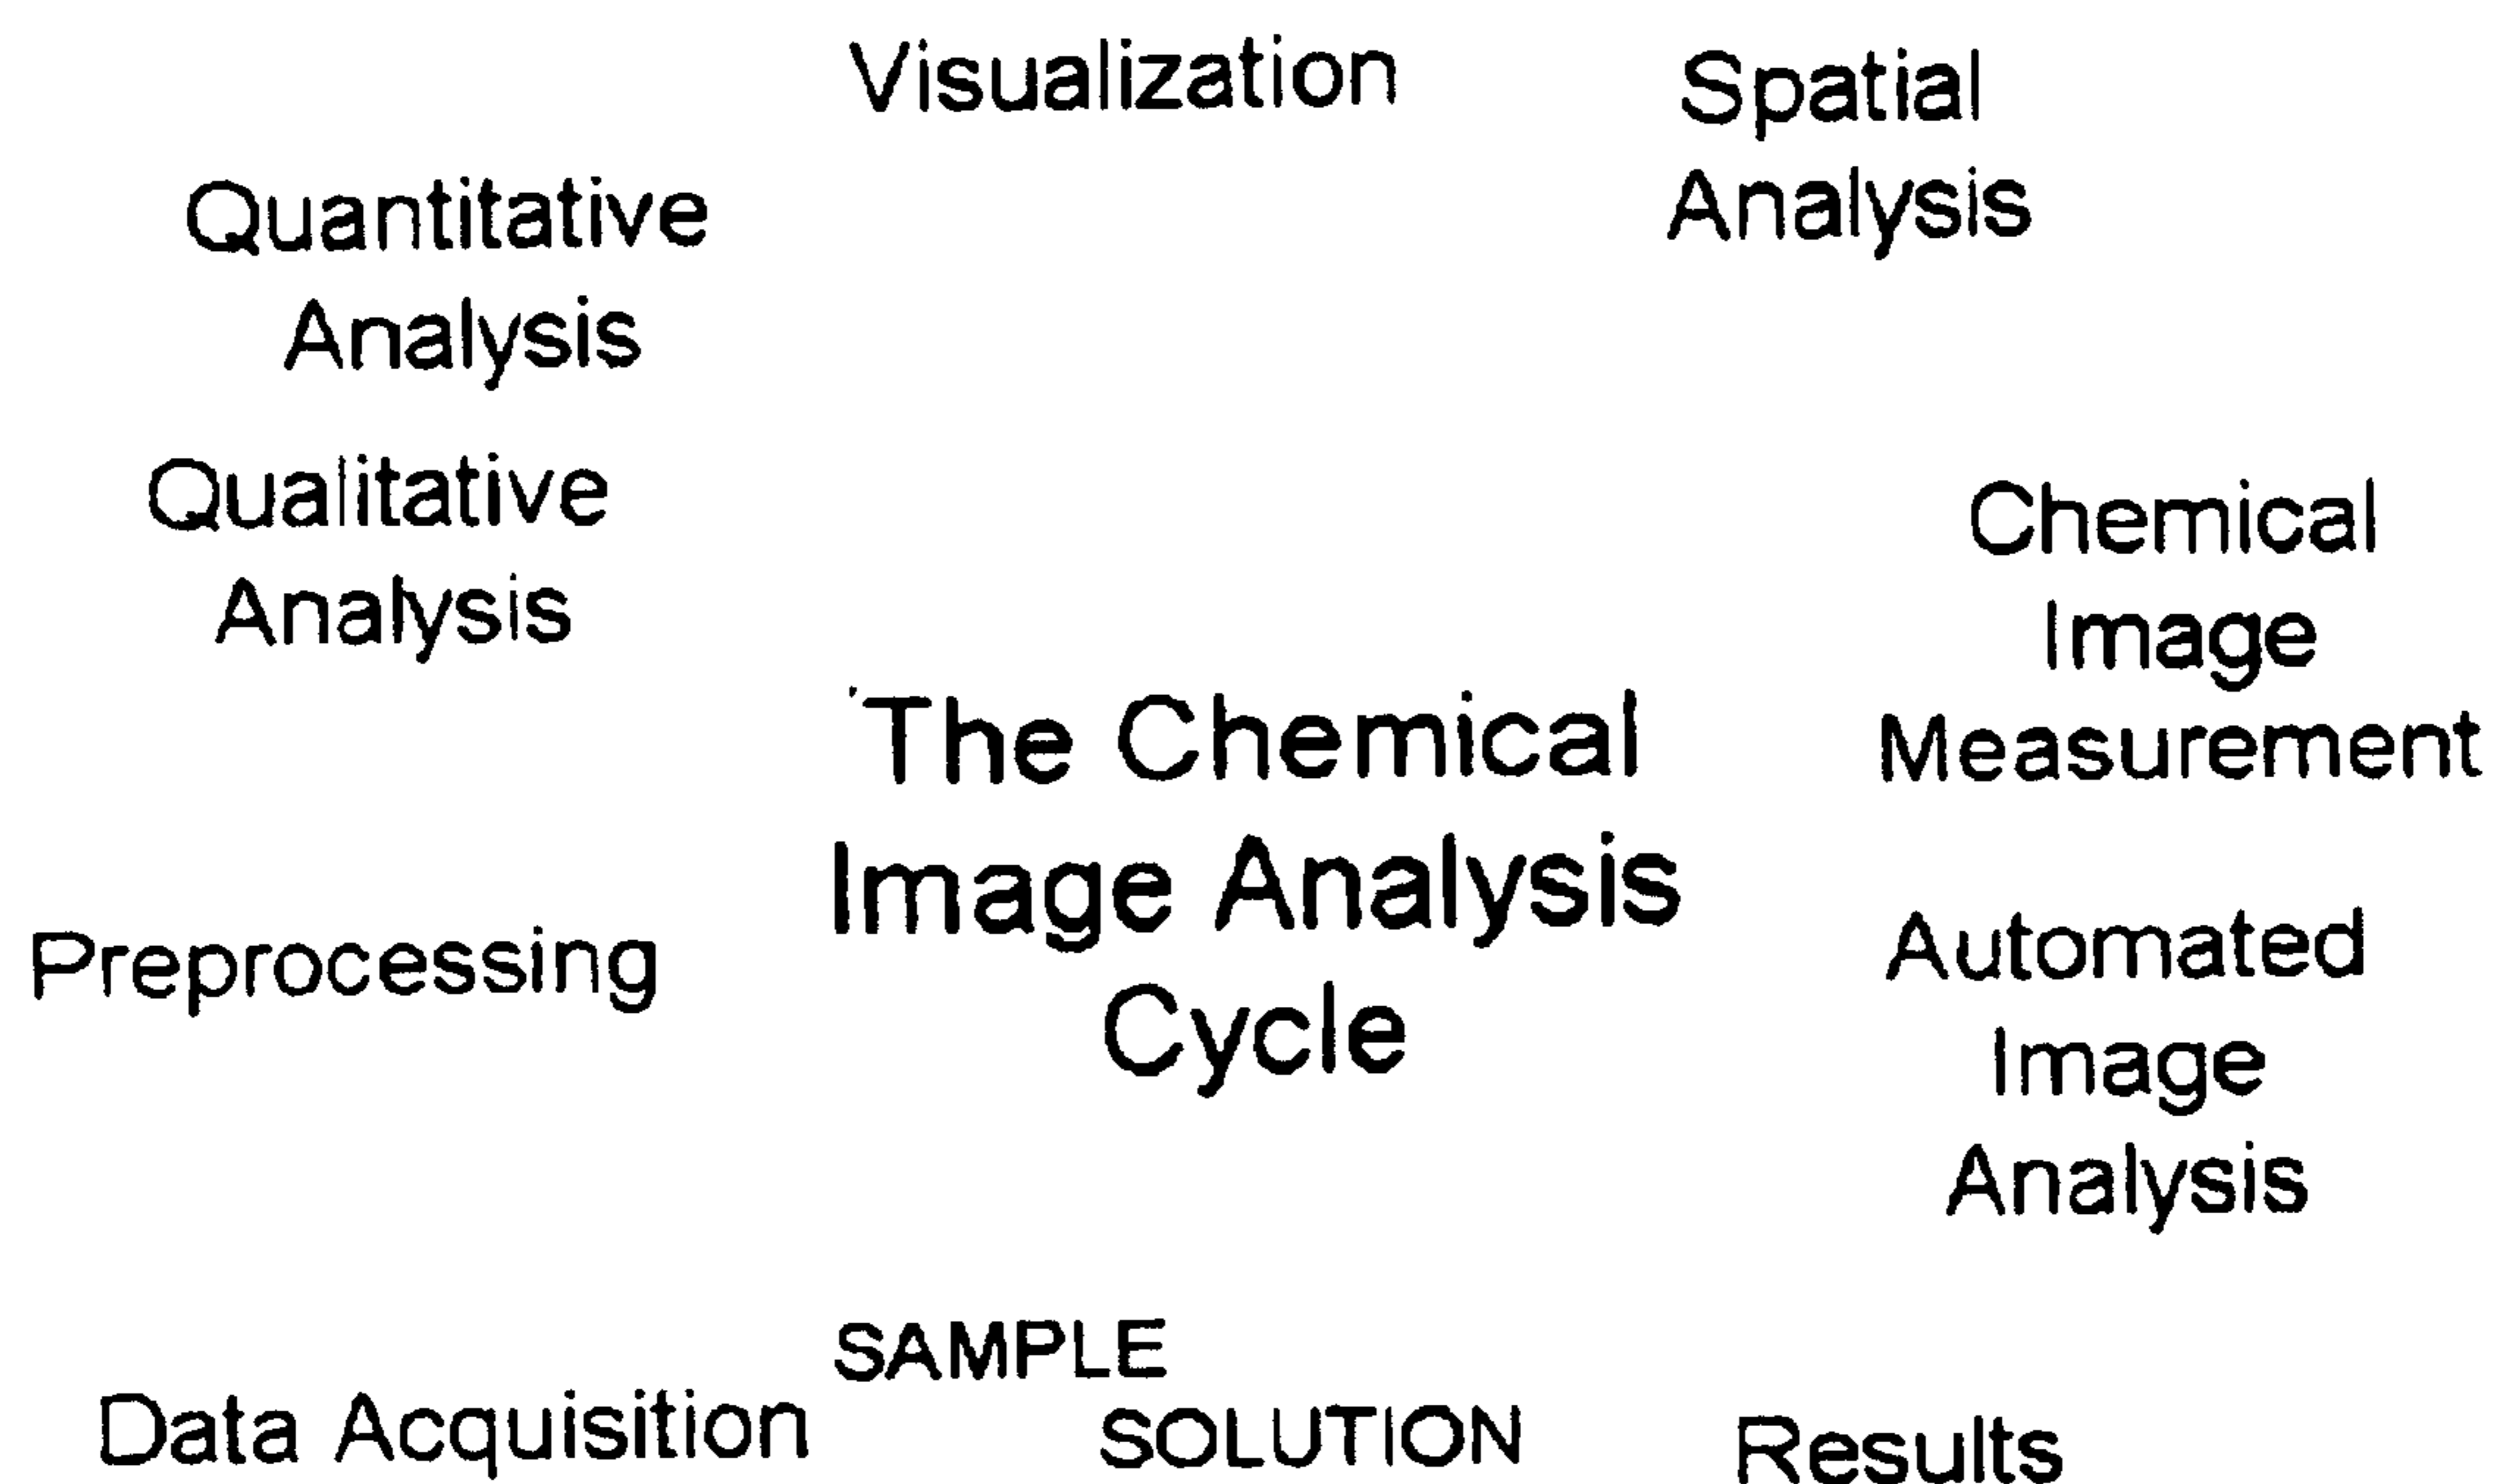 Visualization
Spatial
Analysis
Quantitative
Analysis
Qualitative
Analysis
Chemical
Image
Measurement
The Chemical
Image Analysis
Cycle
Preprocessing
Automated
Image
Analysis
SAMPLE
Data Acquisition
SOLUTION
Results